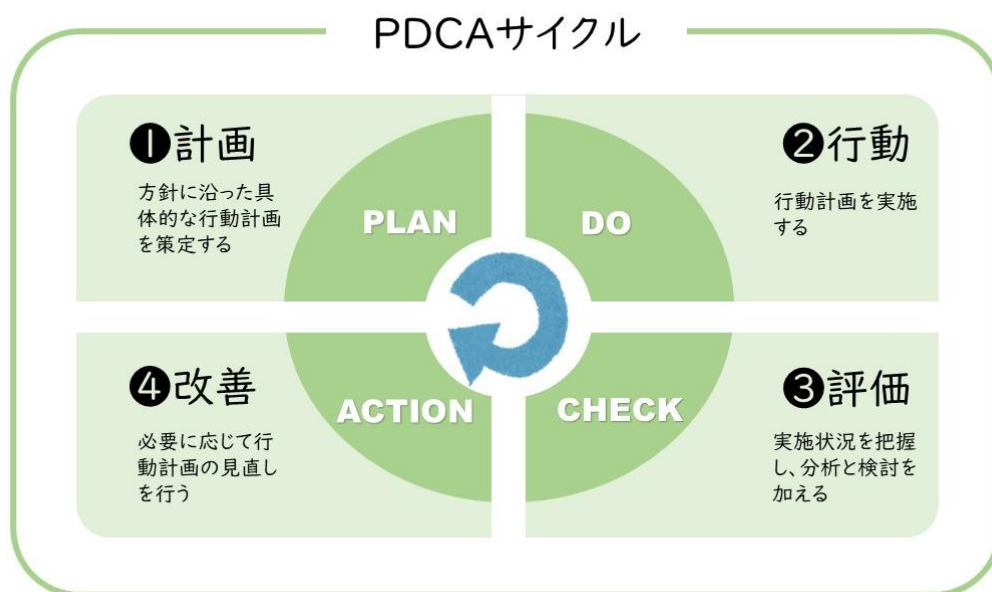 PDCAサイクル
❶計画
方針に沿った具
体的な行動計画
を策定する
PLAN
❷行動
行動計画を実施
する
DO
❸評価
実施状況を把握
し、分析と検討を
加える
CHECK
❹改善
必要に応じて行
動計画の見直し
を行う
ACTION